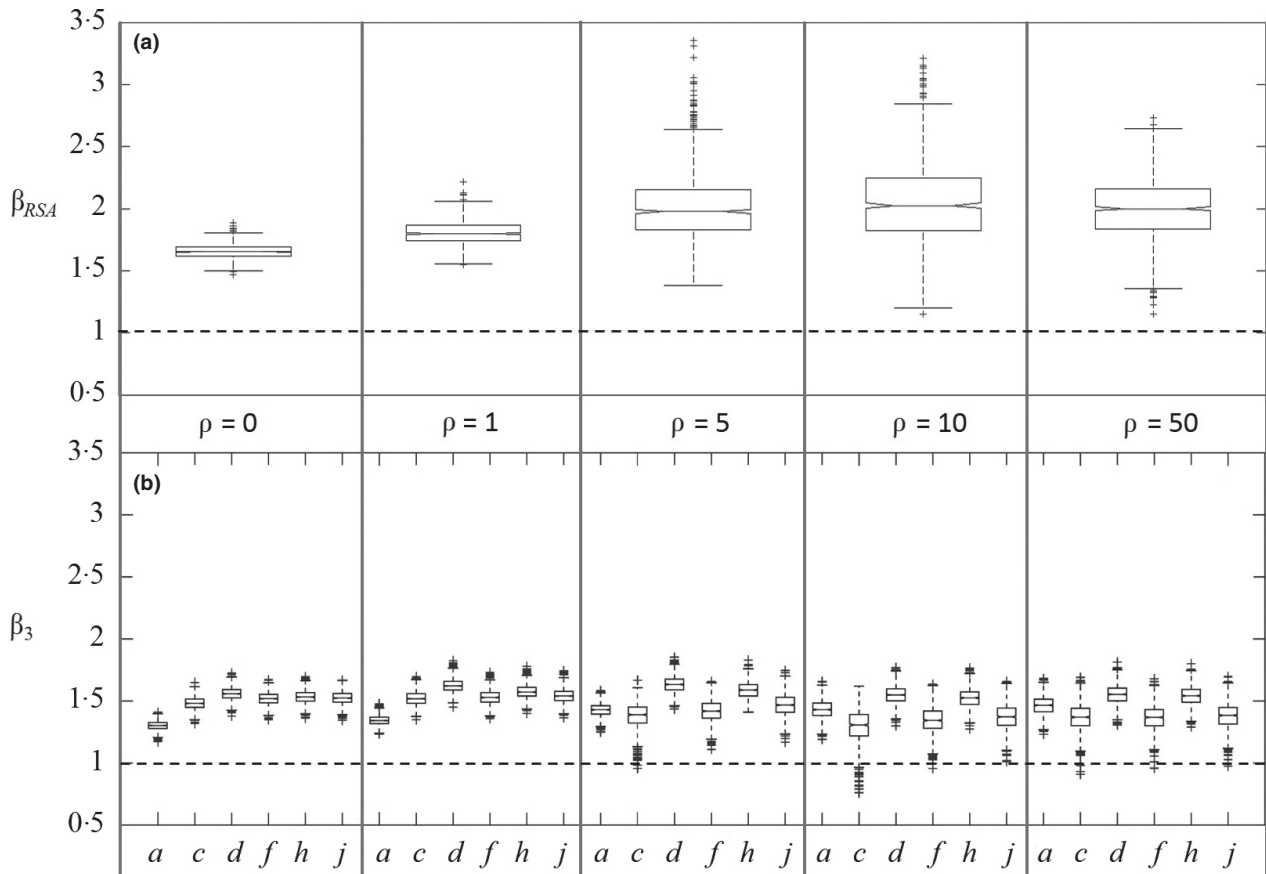 3·5
(a)
3
2·5
β_RSA
2
1·5
1
0·5
ρ = 0 ρ = 1 ρ = 5 ρ = 10 ρ = 50
3·5
(b)
3
2·5
β₃
2
1·5
1
0·5
a c d f h j a c d f h j a c d f h j a c d f h j a c d f h j